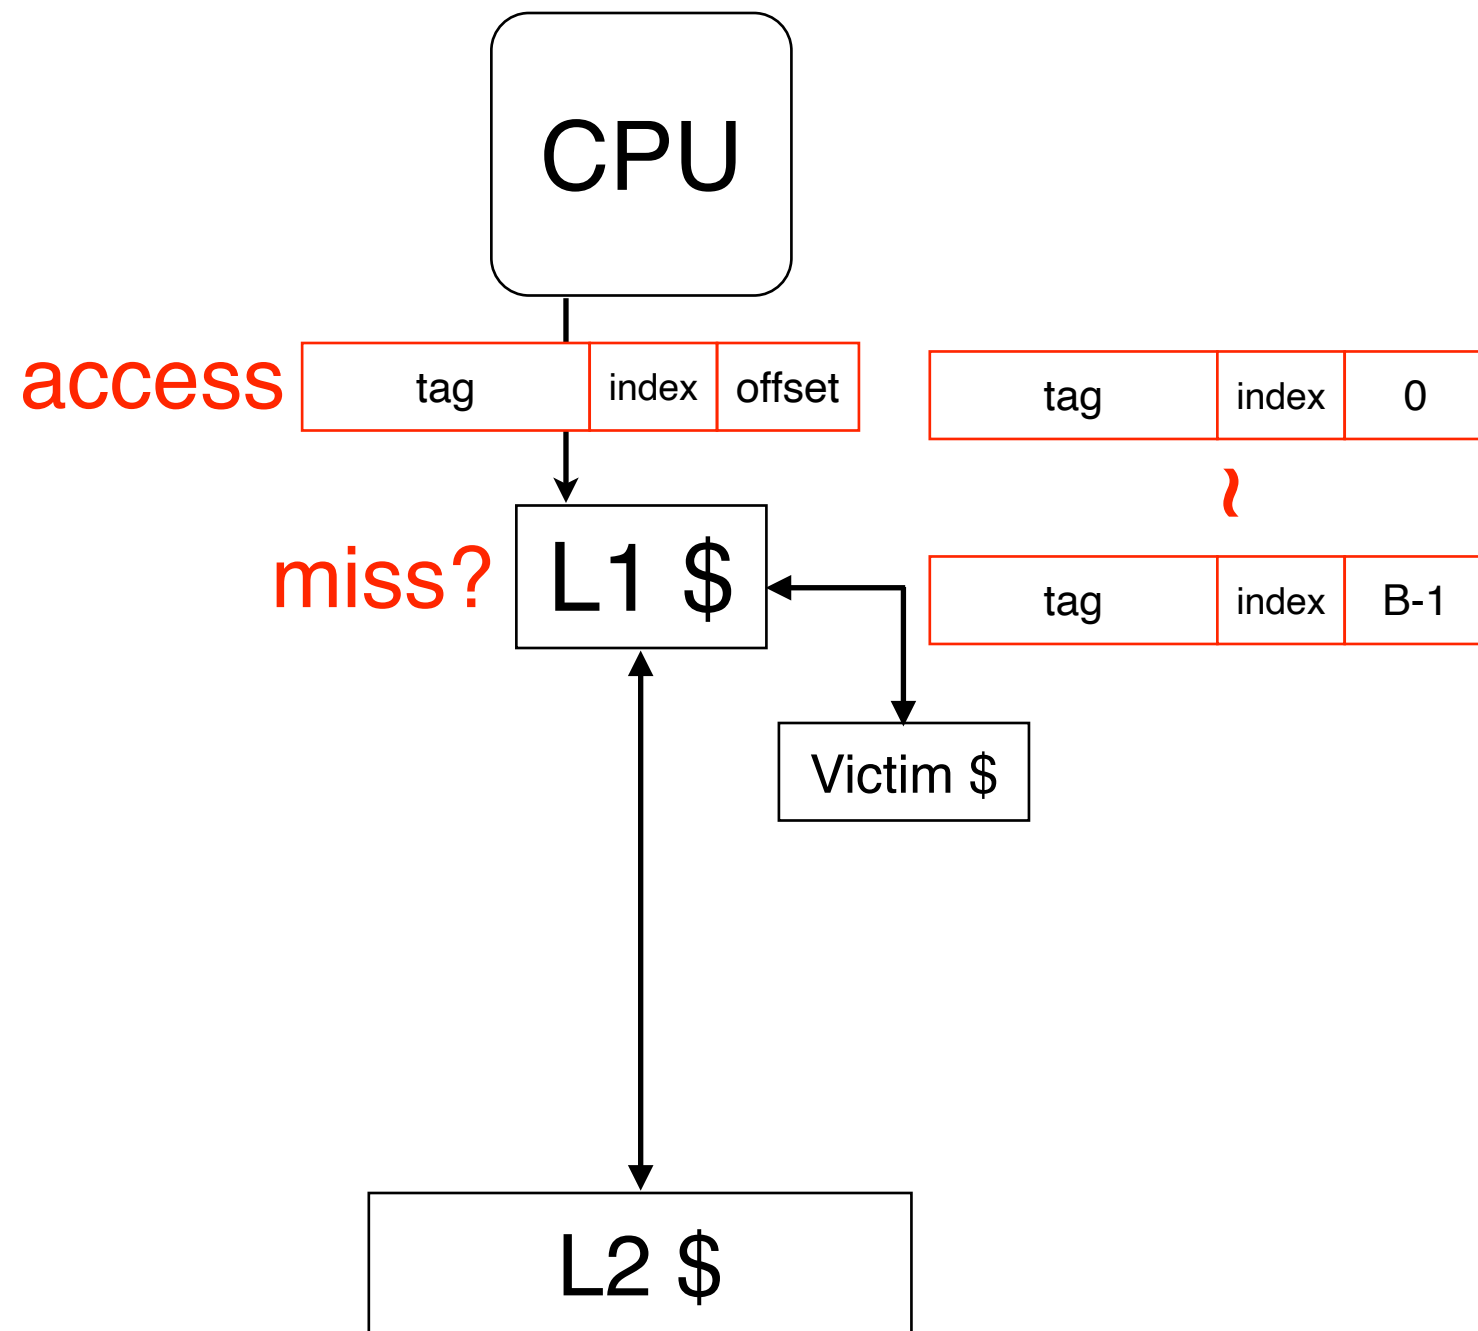 CPU
access
tag index offset
tag index 0
~
miss?
L1 $
tag index B-1
Victim $
L2 $